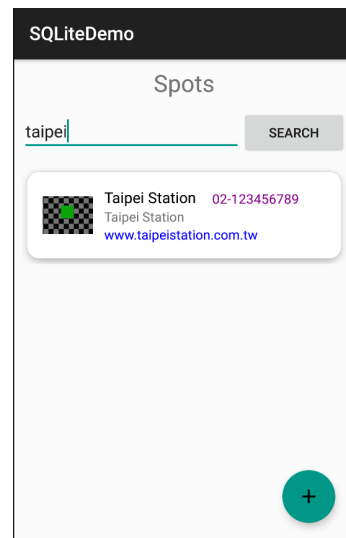 SQLiteDemo
Spots
taipei
SEARCH
Taipei Station 02-123456789
Taipei Station
www.taipeistation.com.tw
+